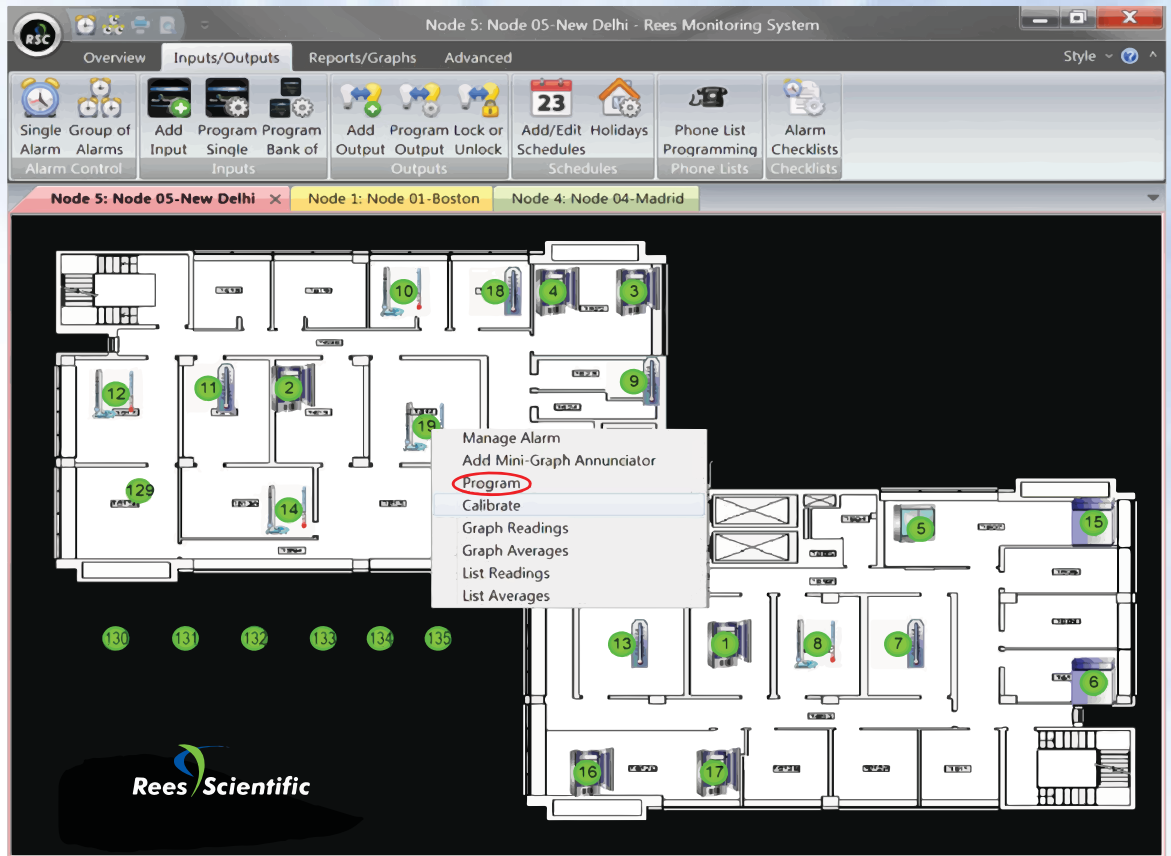 Node 5: Node 05-New Delhi - Rees Monitoring System
RSC
Overview Inputs/Outputs Reports/Graphs Advanced Style
Single Group of Add Program Program Add Program Lock or 23 Add/Edit Holidays Phone List Alarm
Alarm Alarms Input Single Bank of Output Output Unlock Schedules Programming Checklists
Alarm Control Inputs Outputs Schedules Phone Lists Checklists
Node 5: Node 05-New Delhi Node 1: Node 01-Boston Node 4: Node 04-Madrid
10 18 4 3
12 11 2 9
19
Manage Alarm
Add Mini-Graph Annunciator
Program
Calibrate
Graph Readings
Graph Averages
List Readings
List Averages
129 14 5 15
130 131 132 133 134 135
13 1 8 7 6
16 17
Rees Scientific